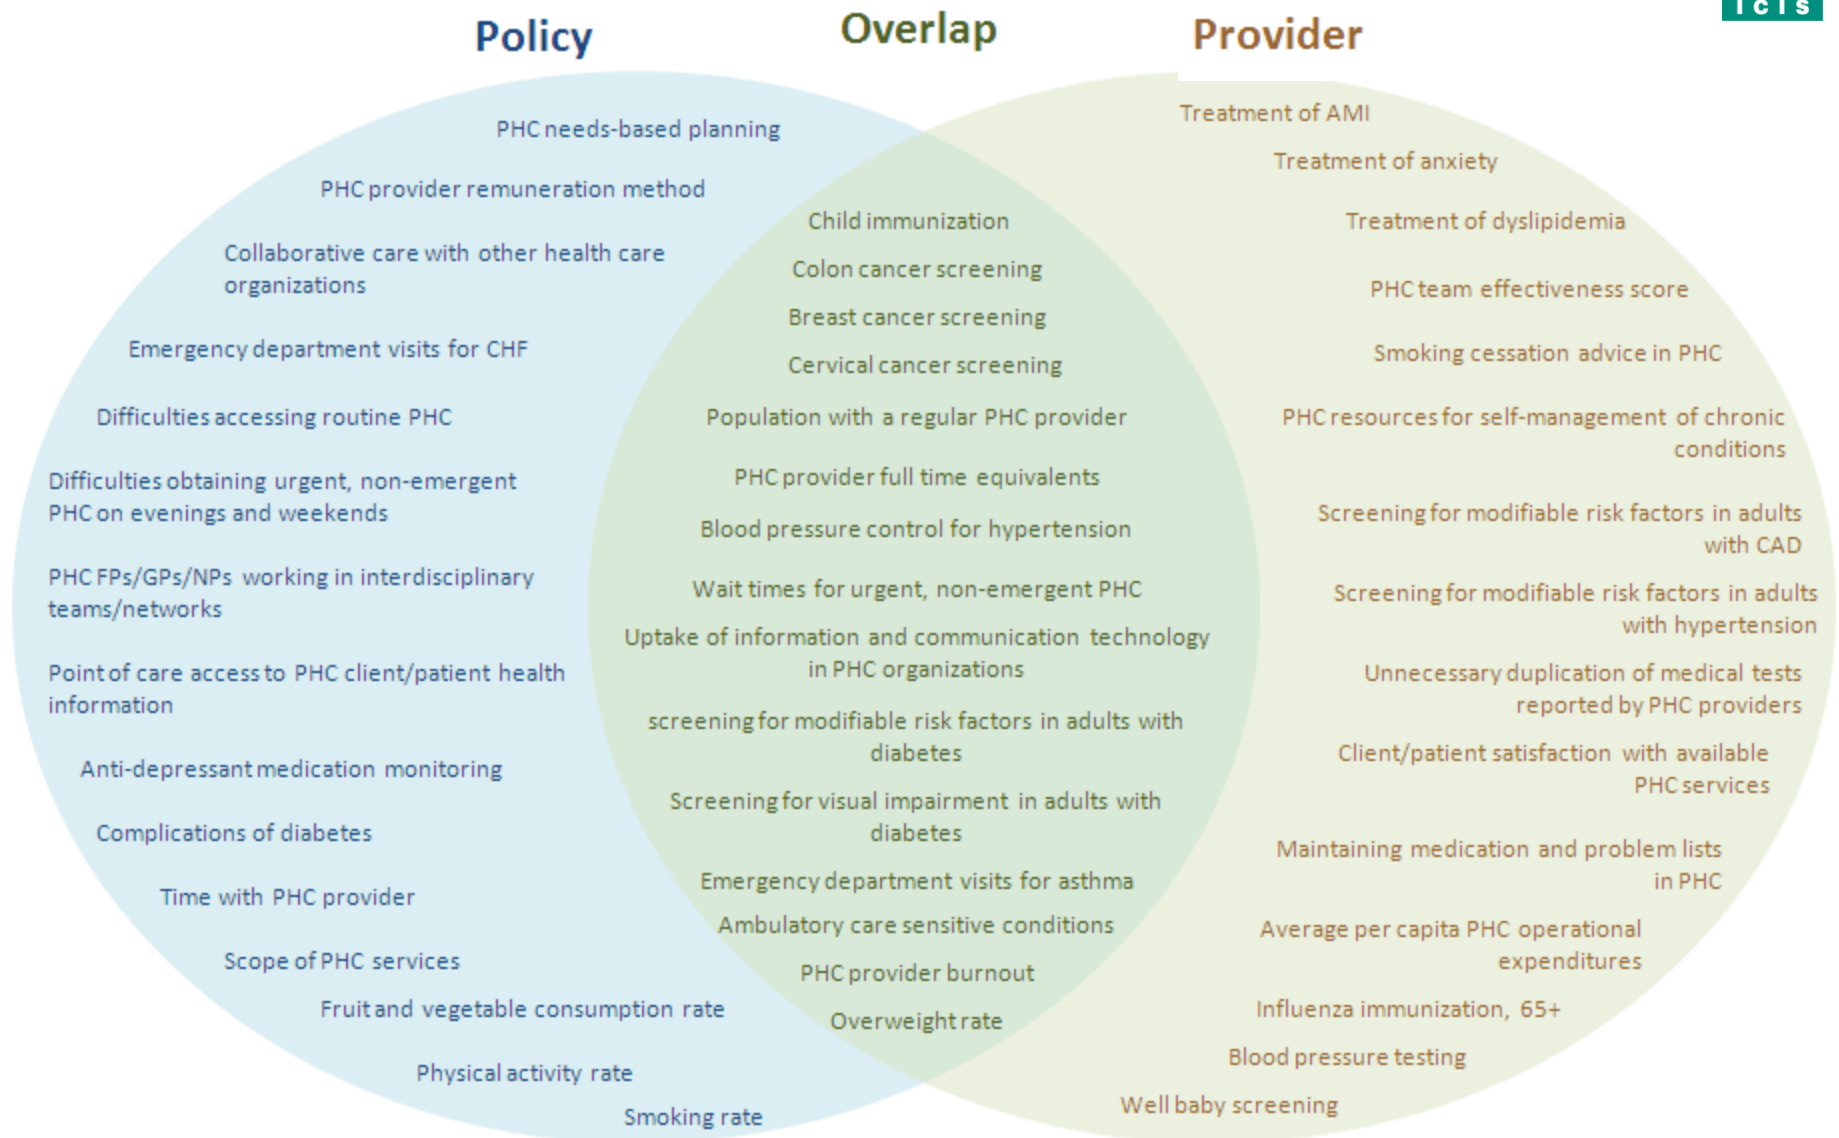 icis
Policy
Overlap
Provider
PHC needs-based planning
PHC provider remuneration method
Collaborative care with other health care
organizations
Emergency department visits for CHF
Difficulties accessing routine PHC
Difficulties obtaining urgent, non-emergent
PHC on evenings and weekends
PHC FPs/GPs/NPs working in interdisciplinary
teams/networks
Point of care access to PHC client/patient health
information
Anti-depressant medication monitoring
Complications of diabetes
Time with PHC provider
Scope of PHC services
Fruit and vegetable consumption rate
Physical activity rate
Smoking rate
Child immunization
Colon cancer screening
Breast cancer screening
Cervical cancer screening
Population with a regular PHC provider
PHC provider full time equivalents
Blood pressure control for hypertension
Wait times for urgent, non-emergent PHC
Uptake of information and communication technology
in PHC organizations
screening for modifiable risk factors in adults with
diabetes
Screening for visual impairment in adults with
diabetes
Emergency department visits for asthma
Ambulatory care sensitive conditions
PHC provider burnout
Overweight rate
Treatment of AMI
Treatment of anxiety
Treatment of dyslipidemia
PHC team effectiveness score
Smoking cessation advice in PHC
PHC resources for self-management of chronic
conditions
Screening for modifiable risk factors in adults
with CAD
Screening for modifiable risk factors in adults
with hypertension
Unnecessary duplication of medical tests
reported by PHC providers
Client/patient satisfaction with available
PHC services
Maintaining medication and problem lists
in PHC
Average per capita PHC operational
expenditures
Influenza immunization, 65+
Blood pressure testing
Well baby screening